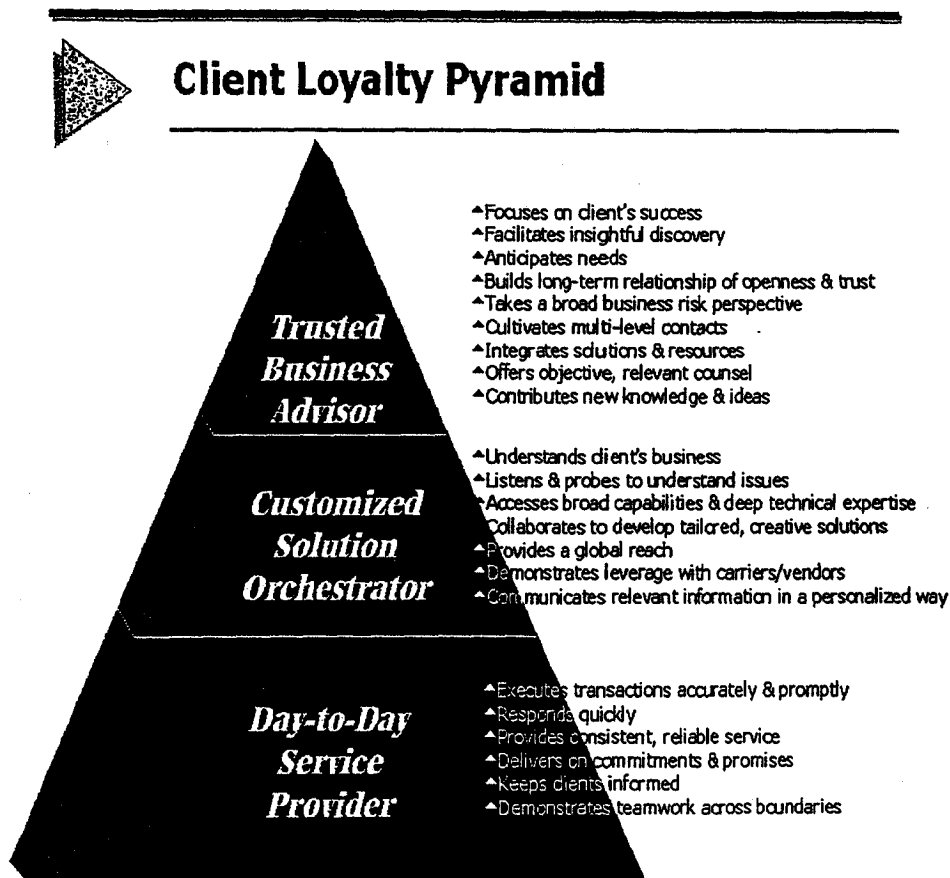 Client Loyalty Pyramid
Trusted
Business
Advisor
Focuses on client's success
Facilitates insightful discovery
Anticipates needs
Builds long-term relationship of openness & trust
Takes a broad business risk perspective
Cultivates multi-level contacts
Integrates solutions & resources
Offers objective, relevant counsel
Contributes new knowledge & ideas
Customized
Solution
Orchestrator
Understands client's business
Listens & probes to understand issues
Accesses broad capabilities & deep technical expertise
Collaborates to develop tailored, creative solutions
Provides a global reach
Demonstrates leverage with carriers/vendors
Communicates relevant information in a personalized way
Day-to-Day
Service
Provider
Executes transactions accurately & promptly
Responds quickly
Provides consistent, reliable service
Delivers on commitments & promises
Keeps clients informed
Demonstrates teamwork across boundaries